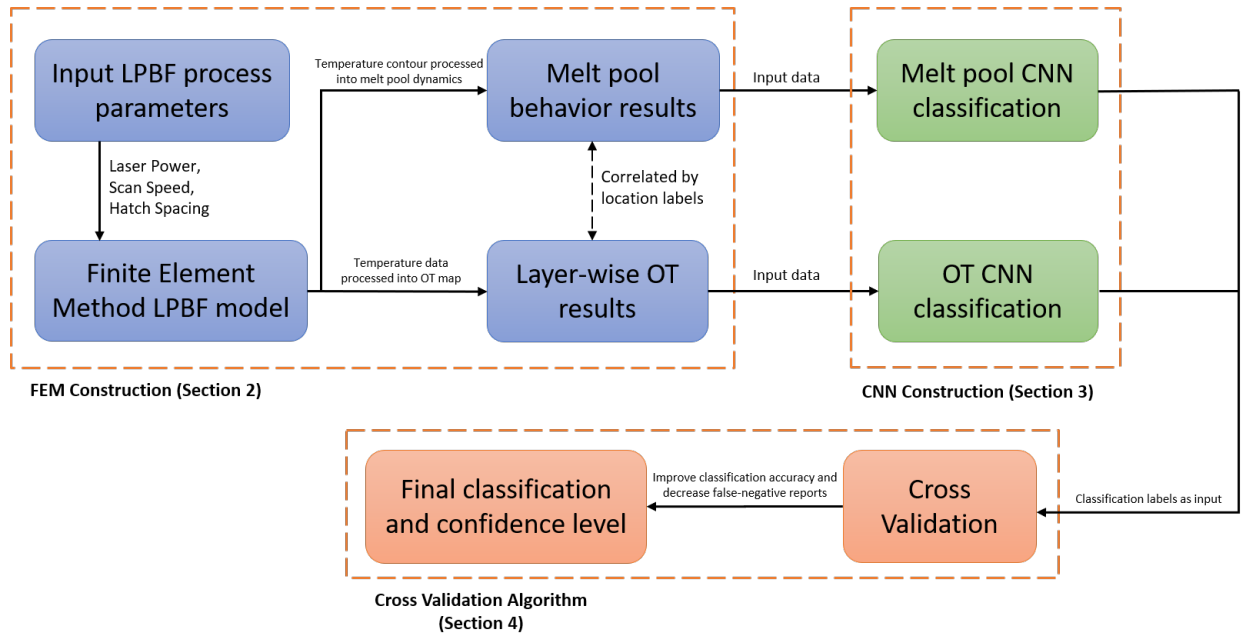 Input LPBF process
parameters
Temperature contour processed
into melt pool dynamics
Melt pool
behavior results
Input data
Melt pool CNN
classification
Laser Power,
Scan Speed,
Hatch Spacing
Correlated by
location labels
Finite Element
Method LPBF model
Temperature data
processed into OT map
Layer-wise OT
results
Input data
OT CNN
classification
FEM Construction (Section 2)
CNN Construction (Section 3)
Final classification
and confidence level
Improve classification accuracy and
decrease false-negative reports
Cross
Validation
Classification labels as input
Cross Validation Algorithm
(Section 4)